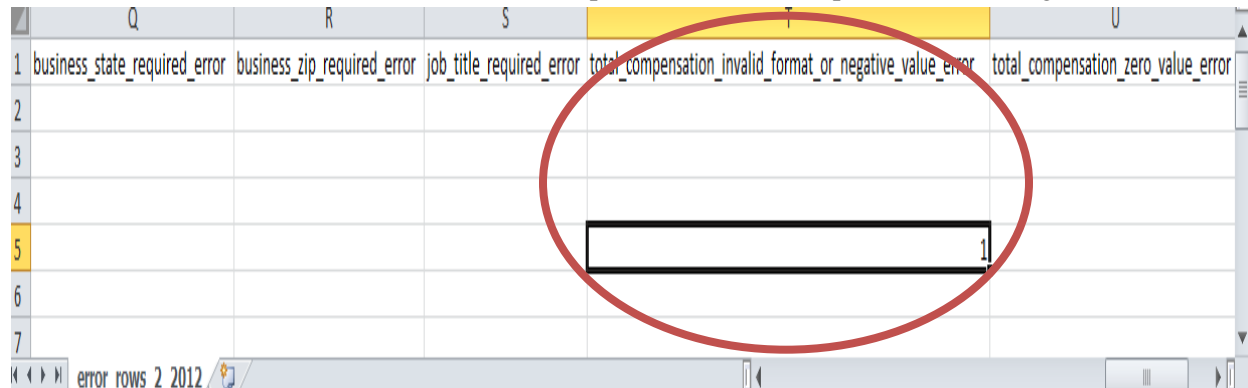 Q R S T U
1 business_state_required_error business_zip_required_error job_title_required_error total_compensation_invalid_format_or_negative_value_error total_compensation_zero_value_error
2
3
4
5 1
6
7
error_rows_2_2012